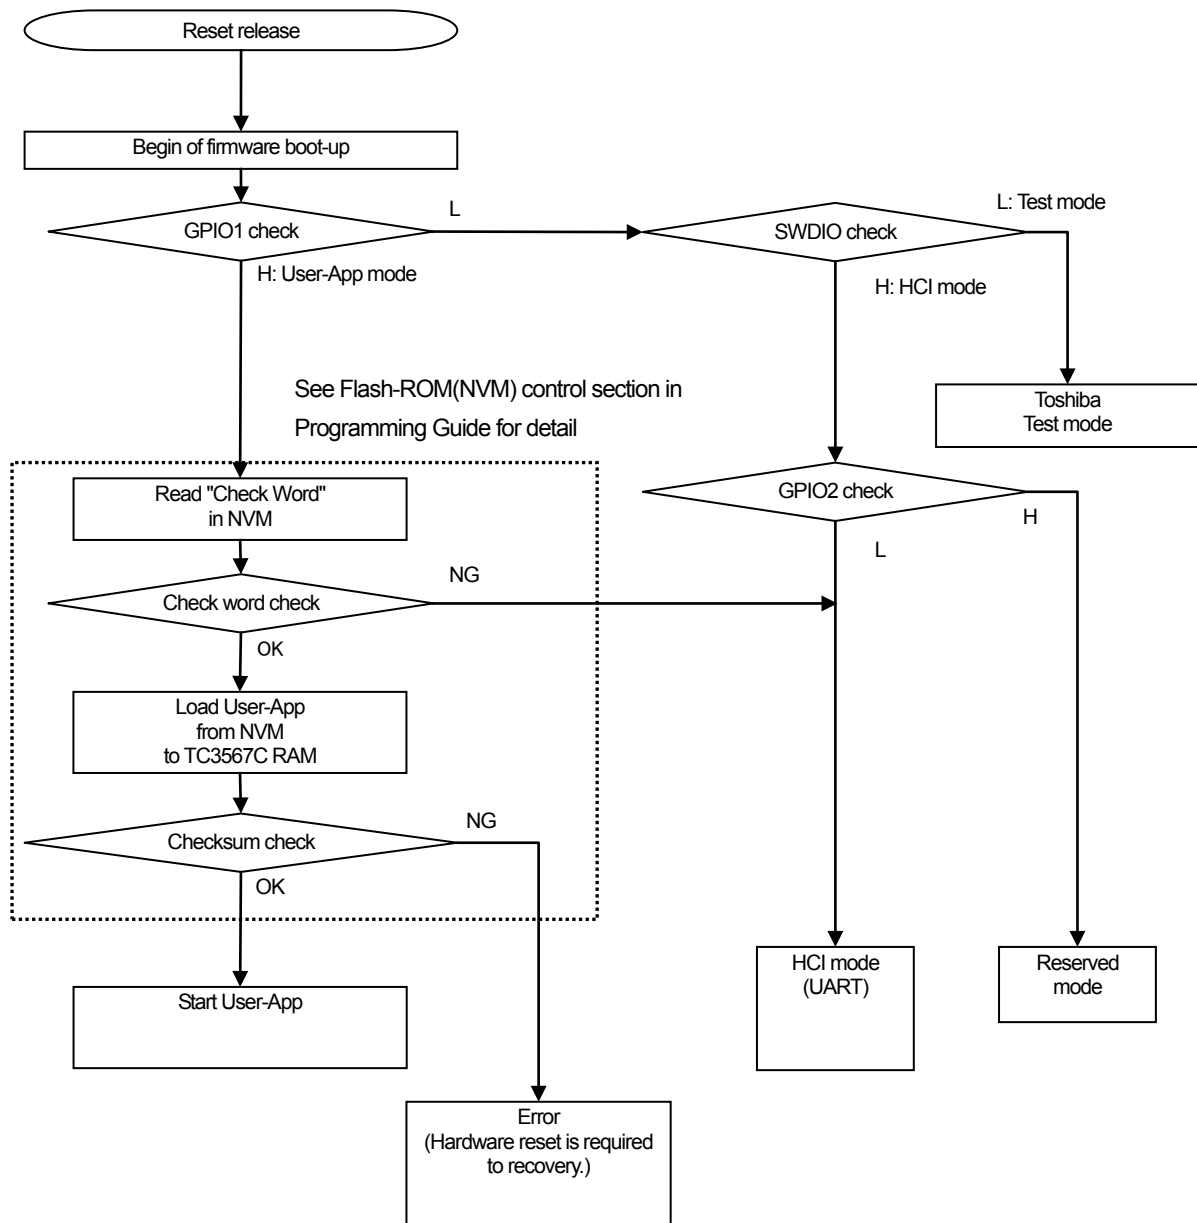 Reset release
Begin of firmware boot-up
GPIO1 check
L
H: User-App mode
SWDIO check
L: Test mode
H: HCI mode
Toshiba
Test mode
See Flash-ROM(NVM) control section in
Programming Guide for detail
GPIO2 check
H
L
Read "Check Word"
in NVM
Check word check
NG
OK
Load User-App
from NVM
to TC3567C RAM
Checksum check
NG
OK
Start User-App
HCI mode
(UART)
Reserved
mode
Error
(Hardware reset is required
to recovery.)